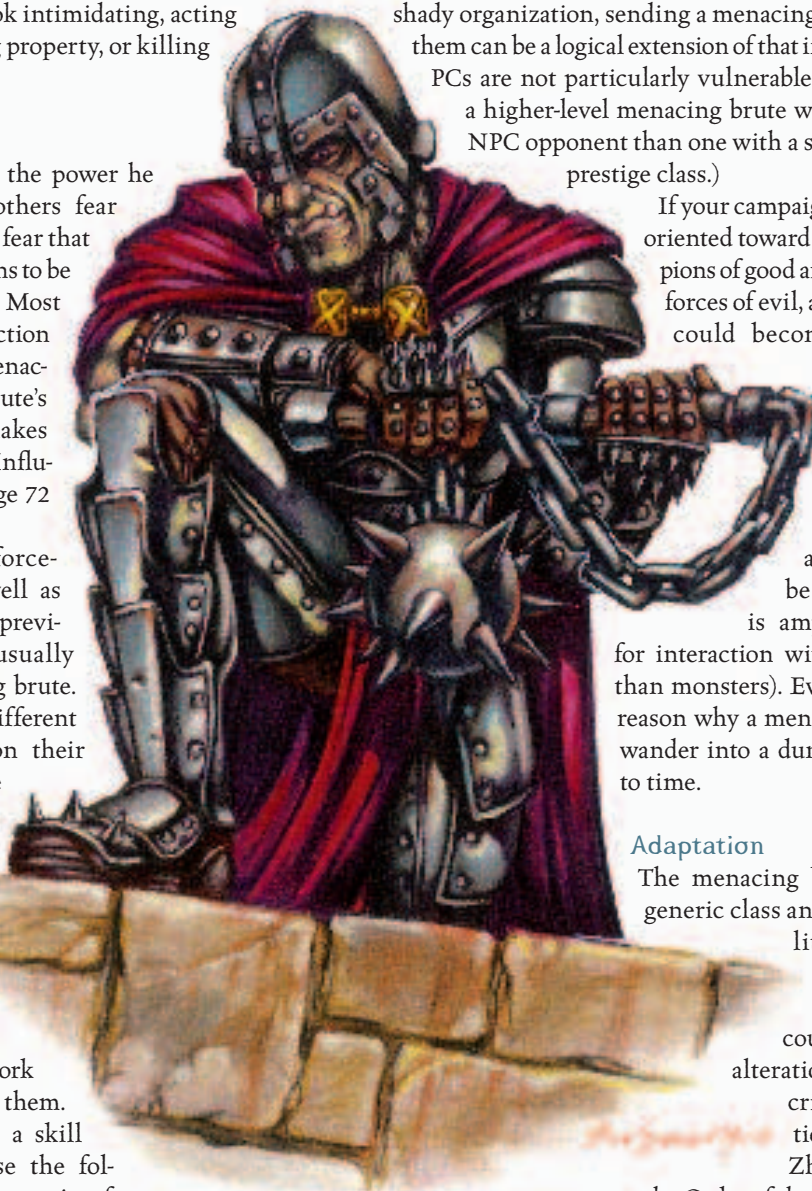 ok intimidating, acting
g property, or killing
the power he
others fear
fear that
ns to be
Most
ction
enac-
ute's
akes
Influ-
ge 72
force-
ell as
previ-
usually
g brute.
ifferent
on their
ork
them.
a skill
se the fol-
shady organization, sending a menacing
them can be a logical extension of that i
PCs are not particularly vulnerable
a higher-level menacing brute w
NPC opponent than one with a s
prestige class.)
If your campaig
oriented toward
pions of good a
forces of evil, a
could becom
a
be
is am
for interaction wi
than monsters). Ev
reason why a men
wander into a du
to time.
Adaptation
The menacing
generic class an
li
cou
alteratio
cr
tio
Zh